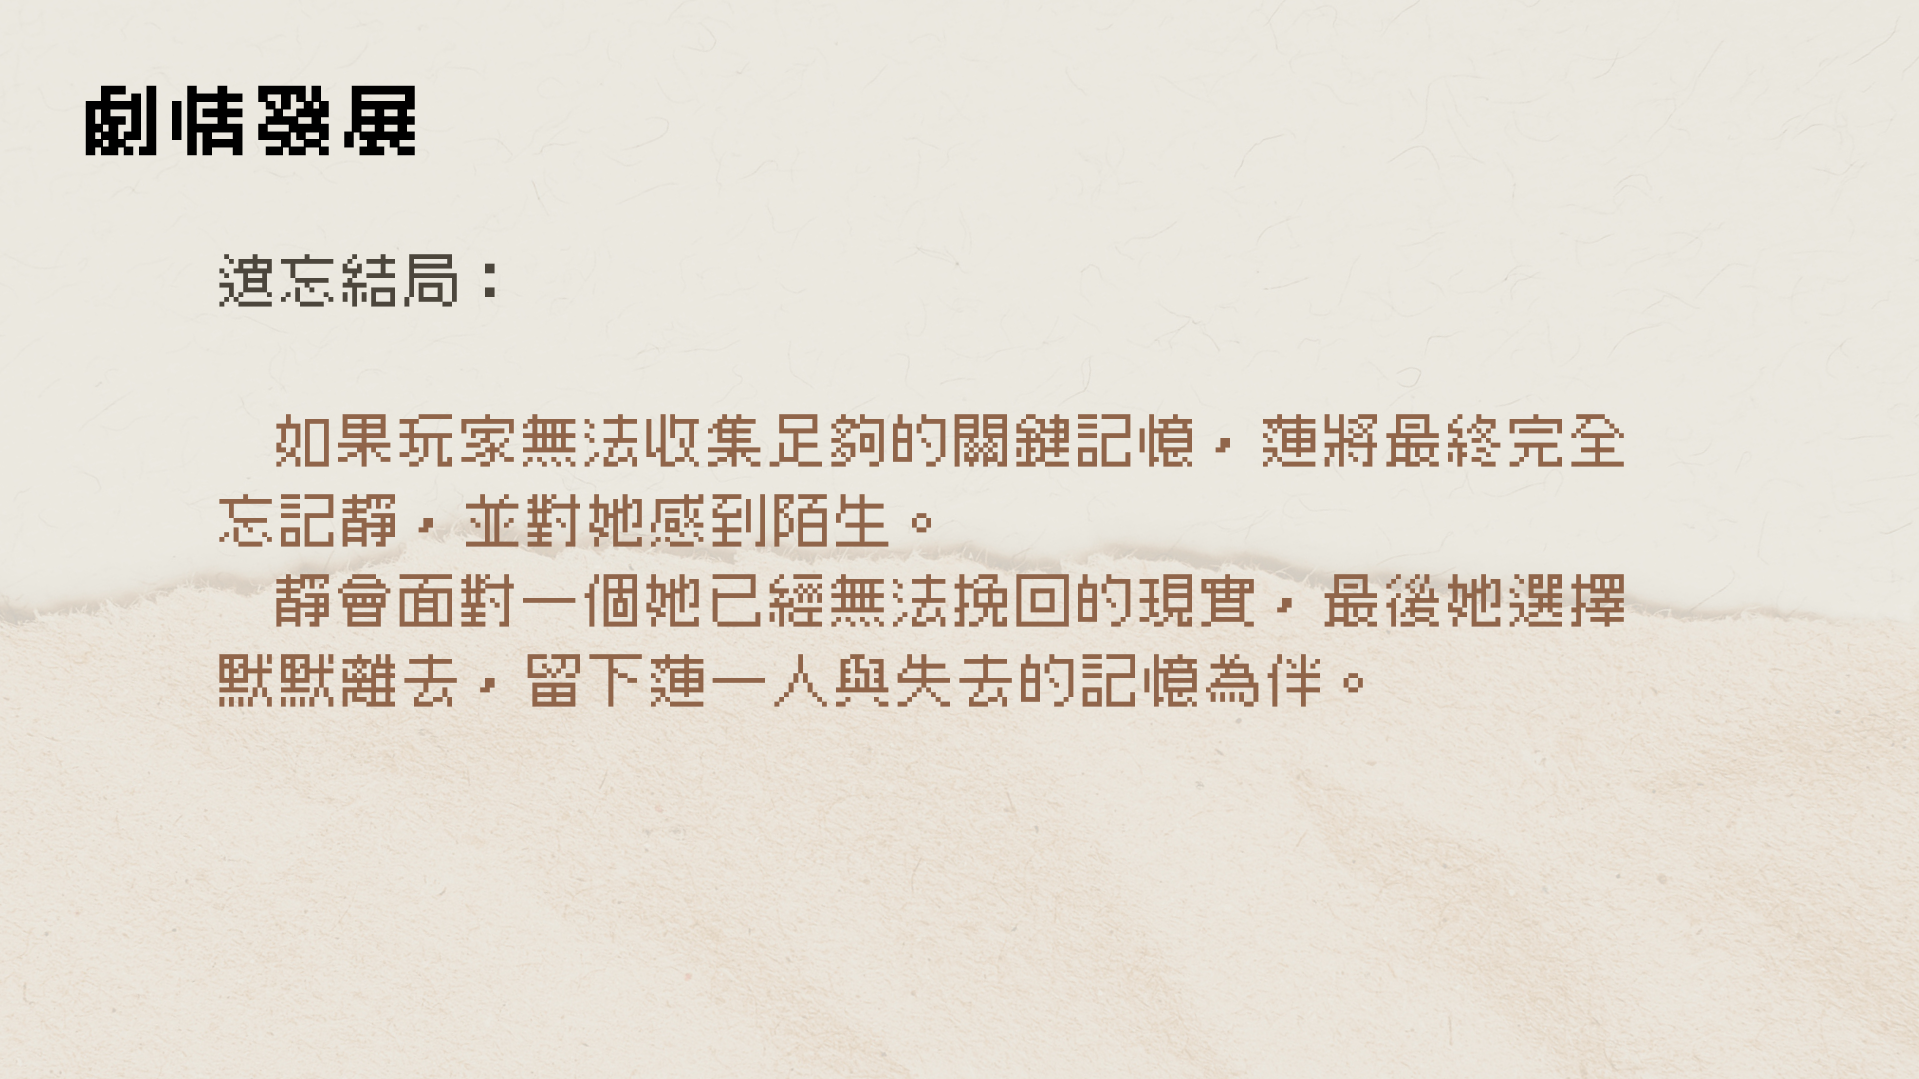 劇情發展
遺忘結局：
如果玩家無法收集足夠的關鍵記憶，蓮將最終完全
忘記靜，並對她感到陌生。
靜會面對一個她已經無法挽回的現實，最後她選擇
默默離去，留下蓮一人與失去的記憶為伴。